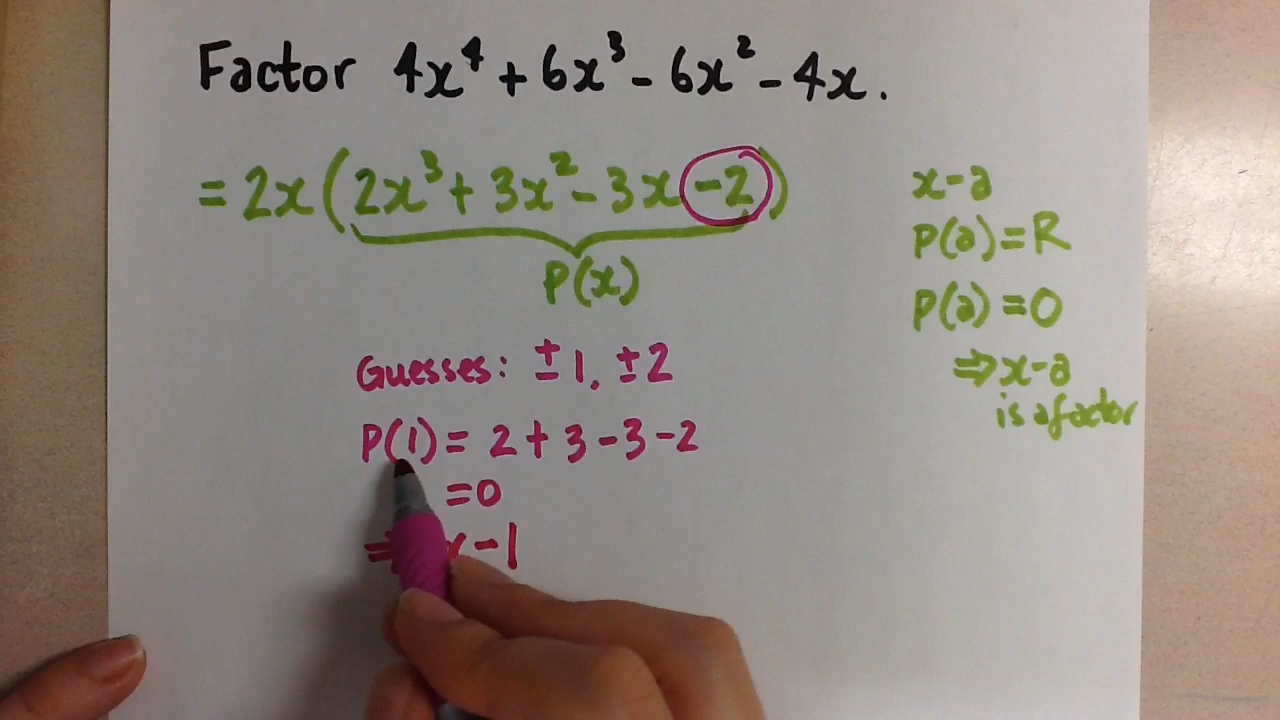 Factor 4x⁴ + 6x³ - 6x² - 4x.
= 2x(2x³ + 3x² - 3x - 2)
P(x)
x-a
P(a) = R
P(a) = 0
⇒ x-a
is a factor
Guesses: ±1, ±2
P(1) = 2 + 3 - 3 - 2
= 0
x - 1